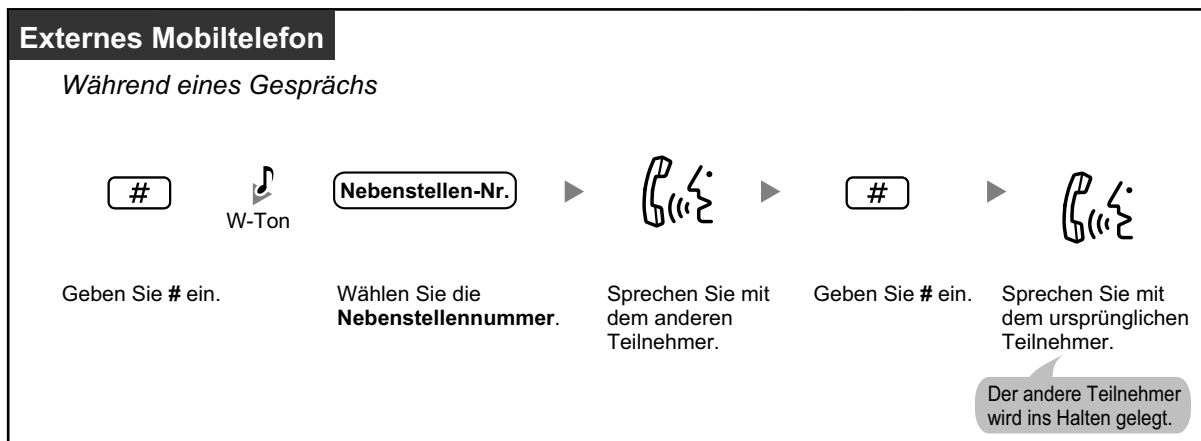 Externes Mobiltelefon
Während eines Gesprächs
#
W-Ton
Nebenstellen-Nr.
#
Geben Sie # ein.
Wählen Sie die
Nebenstellennummer.
Sprechen Sie mit
dem anderen
Teilnehmer.
Geben Sie # ein.
Sprechen Sie mit
dem ursprünglichen
Teilnehmer.
Der andere Teilnehmer
wird ins Halten gelegt.